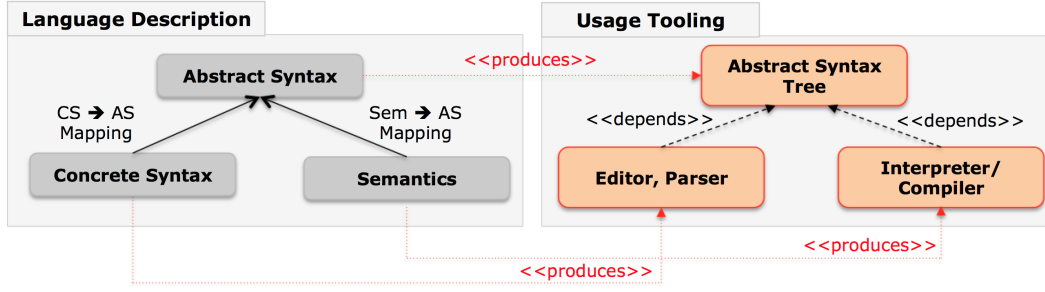 Language Description
Usage Tooling
Abstract Syntax
<<produces>>
Abstract Syntax
Tree
CS ➔ AS
Mapping
Sem ➔ AS
Mapping
<<depends>>
<<depends>>
Concrete Syntax
Semantics
Editor, Parser
Interpreter/
Compiler
<<produces>>
<<produces>>